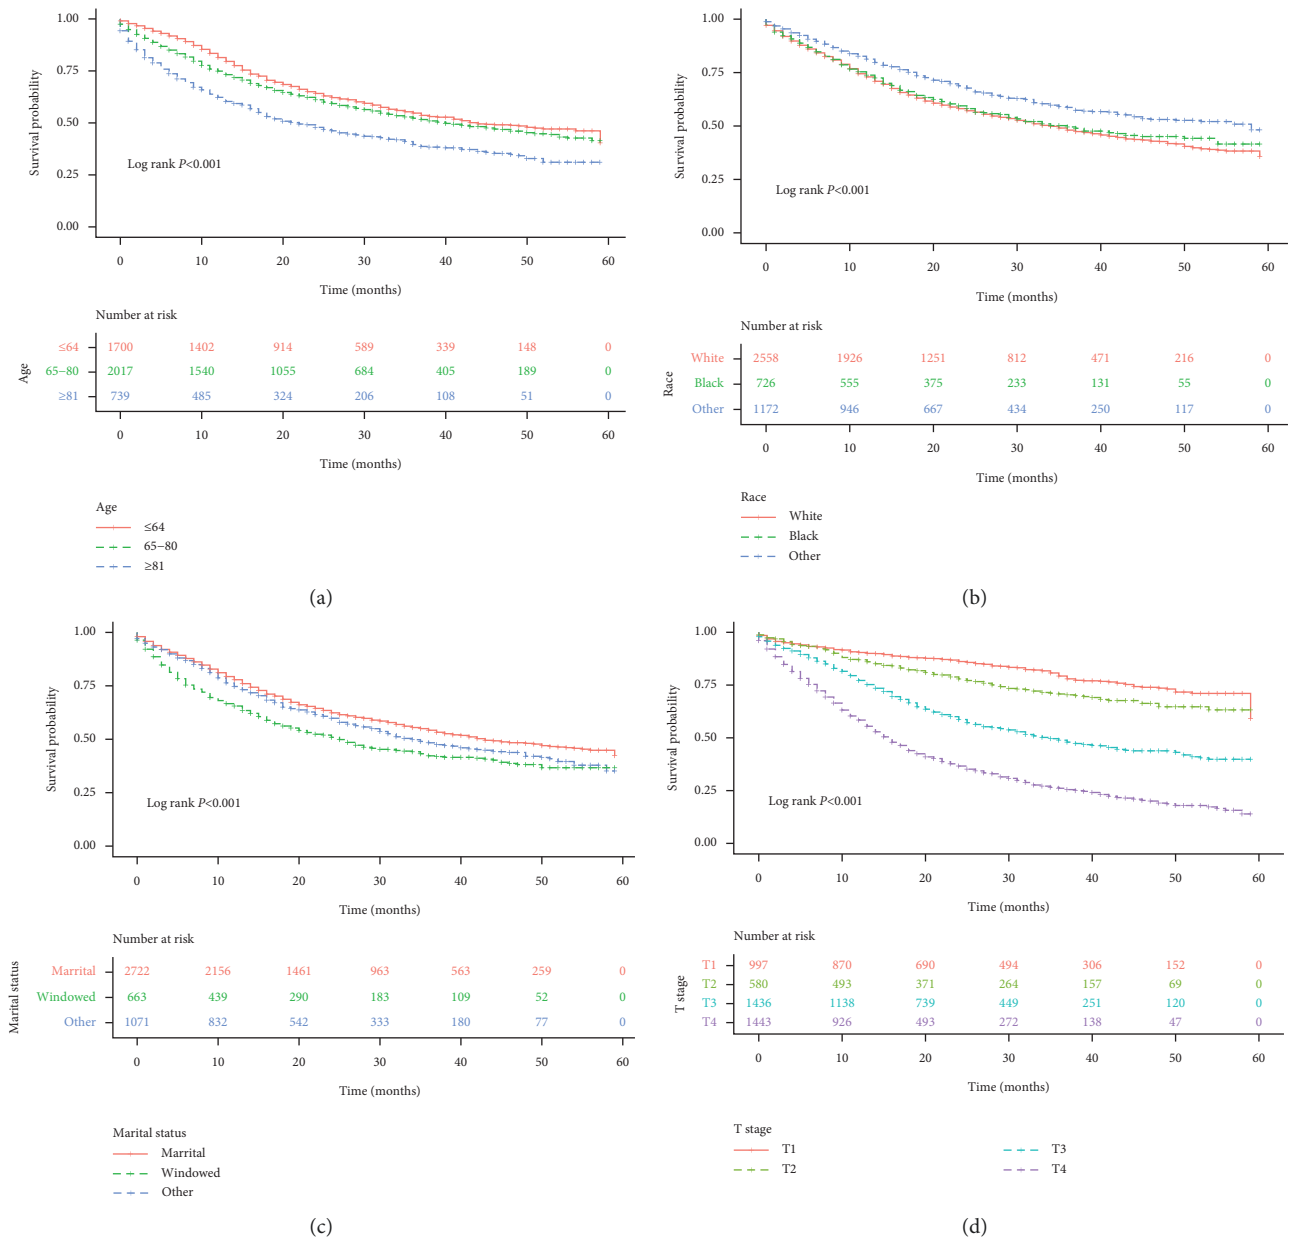 1.00
0.75
0.50
0.25
0.00
Survival probability
Log rank P<0.001
0 10 20 30 40 50 60
Time (months)
Number at risk
Age
≤64 1700 1402 914 589 339 148 0
65−80 2017 1540 1055 684 405 189 0
≥81 739 485 324 206 108 51 0
0 10 20 30 40 50 60
Time (months)
Age
≤64
65−80
≥81
(a)
1.00
0.75
0.50
0.25
0.00
Survival probability
Log rank P<0.001
0 10 20 30 40 50 60
Time (months)
Number at risk
Race
White 2558 1926 1251 812 471 216 0
Black 726 555 375 233 131 55 0
Other 1172 946 667 434 250 117 0
0 10 20 30 40 50 60
Time (months)
Race
White
Black
Other
(b)
1.00
0.75
0.50
0.25
0.00
Survival probability
Log rank P<0.001
0 10 20 30 40 50 60
Time (months)
Number at risk
Marital status
Marrital 2722 2156 1461 963 563 259 0
Windowed 663 439 290 183 109 52 0
Other 1071 832 542 333 180 77 0
0 10 20 30 40 50 60
Time (months)
Marital status
Marrital
Windowed
Other
(c)
1.00
0.75
0.50
0.25
0.00
Survival probability
Log rank P<0.001
0 10 20 30 40 50 60
Time (months)
Number at risk
T stage
T1 997 870 690 494 306 152 0
T2 580 493 371 264 157 69 0
T3 1436 1138 739 449 251 120 0
T4 1443 926 493 272 138 47 0
0 10 20 30 40 50 60
Time (months)
T stage
T1
T2
T3
T4
(d)